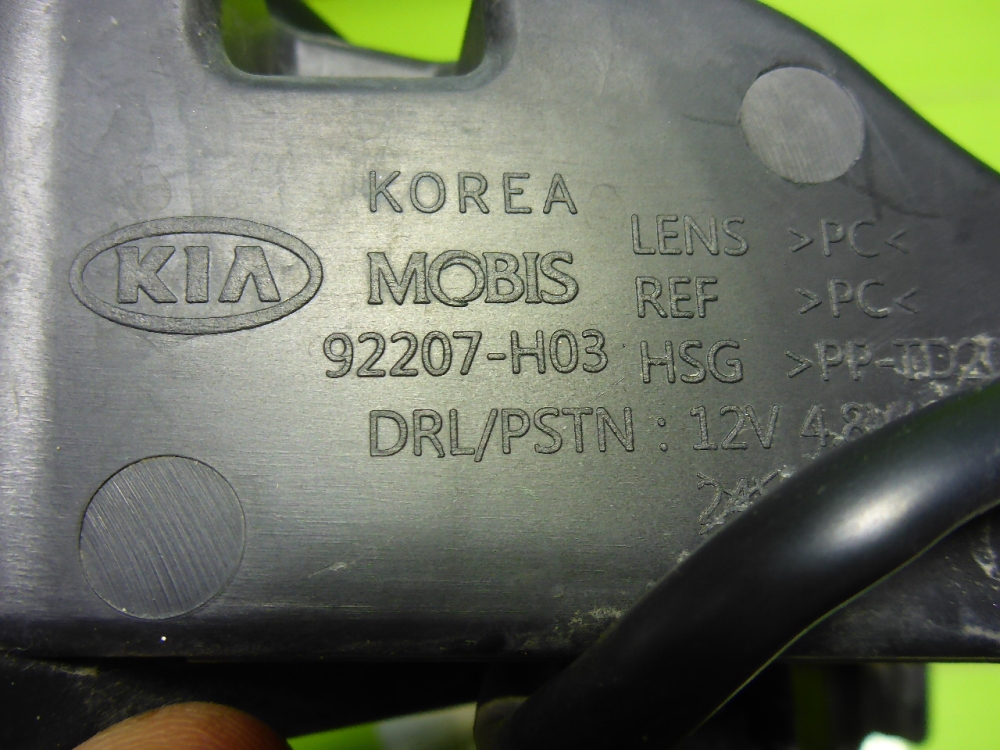 KOREA
KIA
MOBIS
92207-H03
DRL/PSTN : 12V
LENS >PC<
REF >PC<
HSG